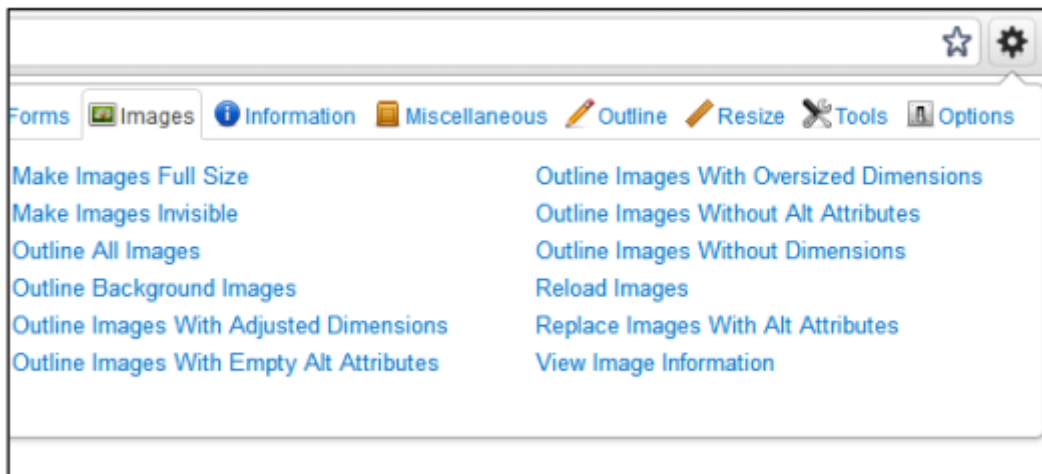 Forms Images Information Miscellaneous Outline Resize Tools Options
Make Images Full Size
Make Images Invisible
Outline All Images
Outline Background Images
Outline Images With Adjusted Dimensions
Outline Images With Empty Alt Attributes
Outline Images With Oversized Dimensions
Outline Images Without Alt Attributes
Outline Images Without Dimensions
Reload Images
Replace Images With Alt Attributes
View Image Information